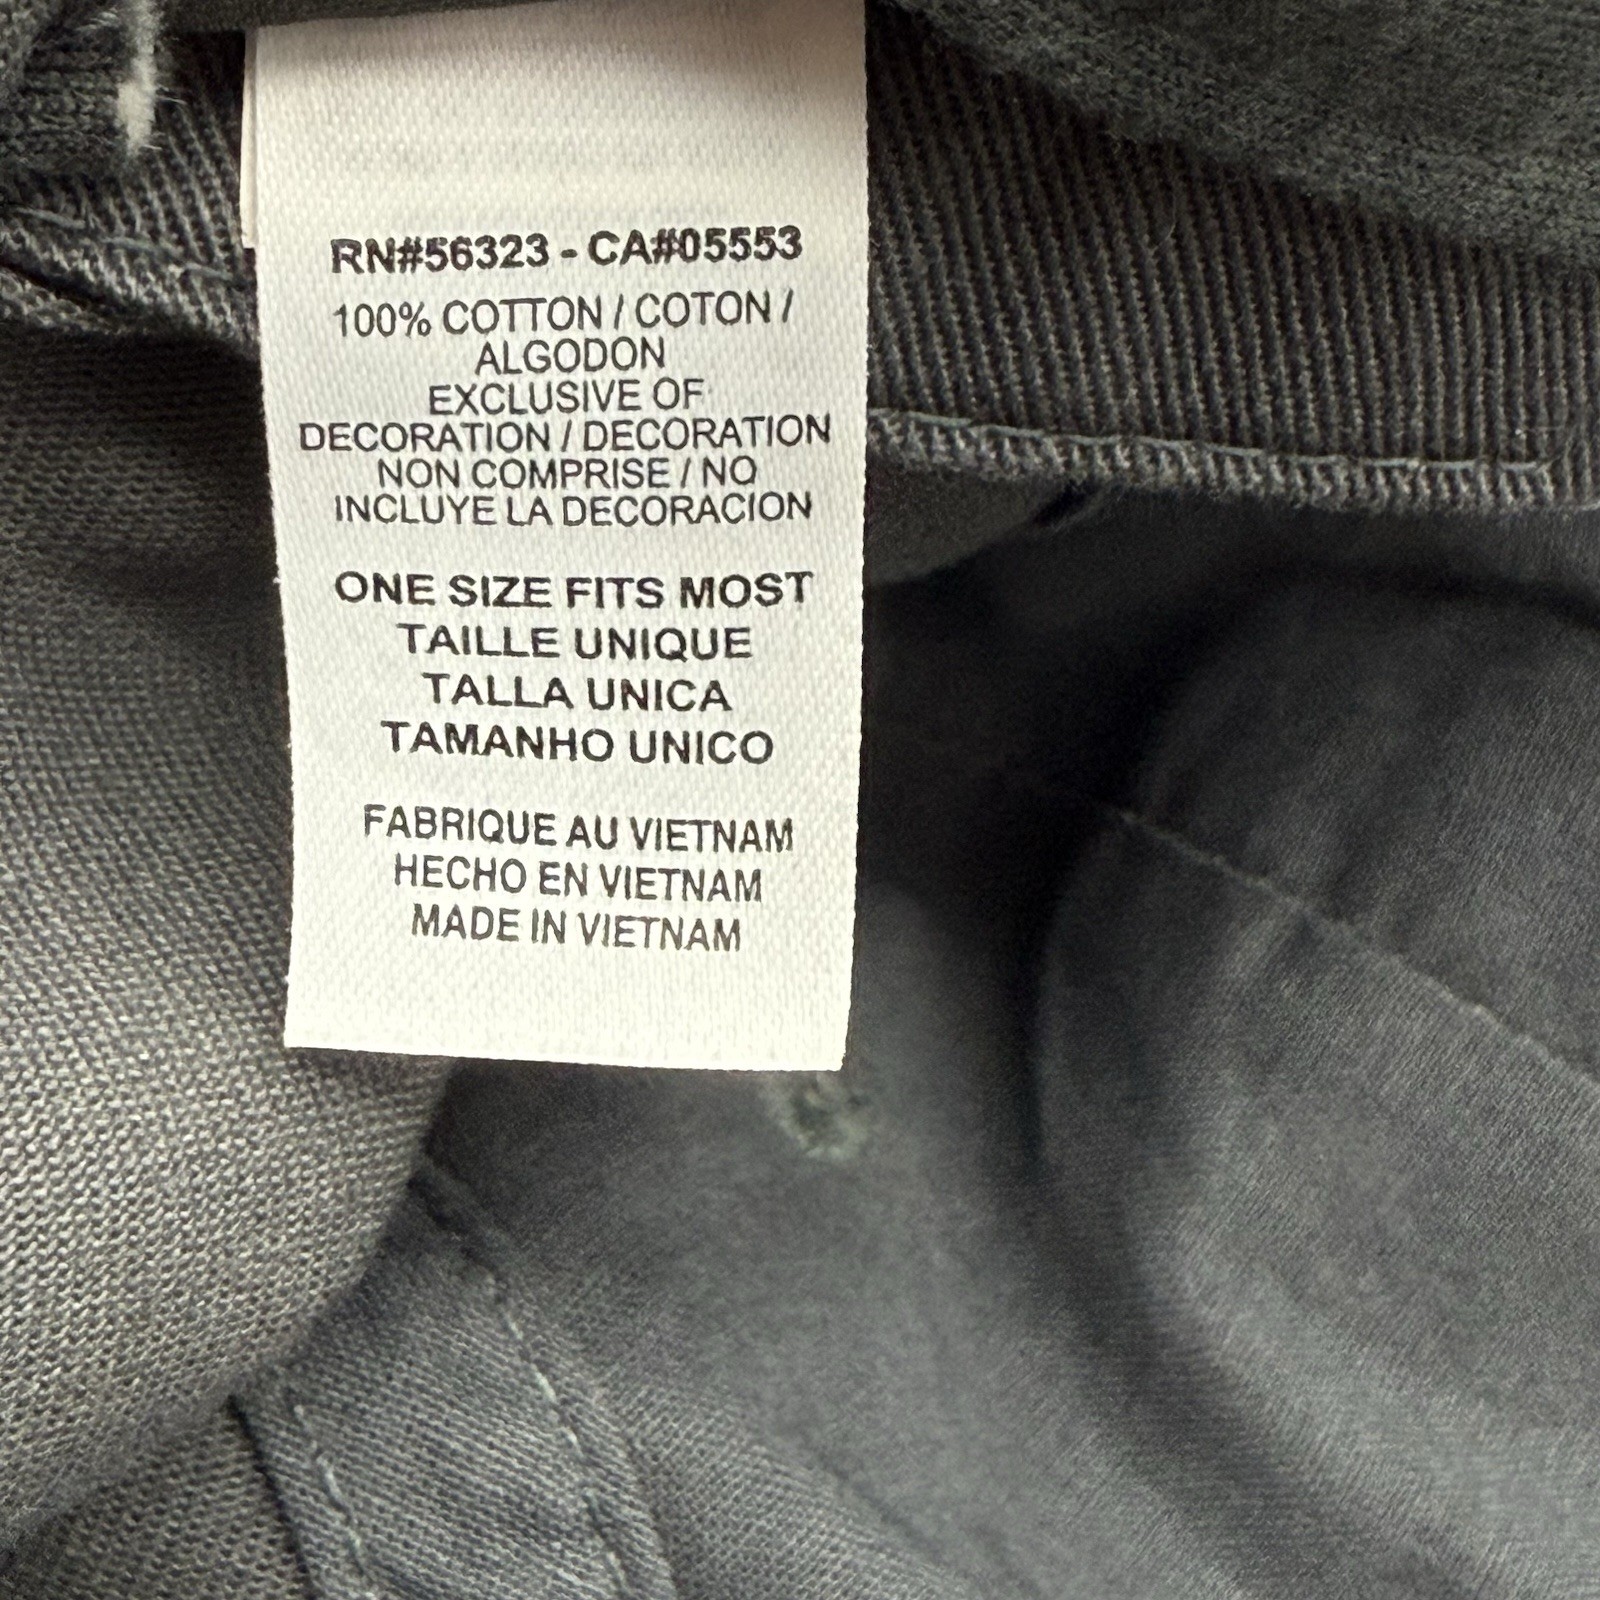 RN#56323 - CA#05553
100% COTTON / COTON /
ALGODON
EXCLUSIVE OF
DECORATION / DECORATION
NON COMPRISE / NO
INCLUYE LA DECORACION
ONE SIZE FITS MOST
TAILLE UNIQUE
TALLA UNICA
TAMANHO UNICO
FABRIQUE AU VIETNAM
HECHO EN VIETNAM
MADE IN VIETNAM